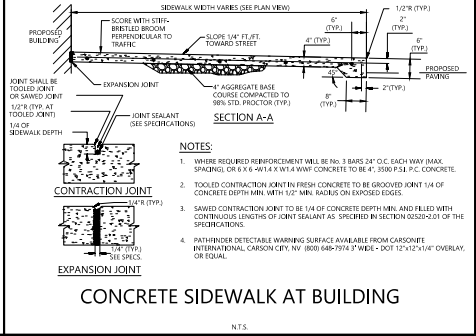 SIDEWALK WIDTH VARIES (SEE PLAN VIEW)
1/2"R (TYP.)
PROPOSED
BUILDING
SCORE WITH STIFF-
BRISTLED BROOM
PERPENDICULAR TO
TRAFFIC
SLOPE 1/4" FT./FT.
TOWARD STREET
6"
(TYP.)
2"
(TYP.)
4" (TYP.)
6"
(TYP.)
JOINT SHALL BE
TOOLED JOINT
OR SAWED JOINT
EXPANSION JOINT
45°
PROPOSED
PAVING
1/2"R (TYP. AT
TOOLED JOINT)
4" AGGREGATE BASE
COURSE COMPACTED TO
98% STD. PROCTOR (TYP.)
8"
(TYP.)
2"(TYP.)
1/4 OF
SIDEWALK DEPTH
JOINT SEALANT
(SEE SPECIFICATIONS)
SECTION A-A
CONTRACTION JOINT
NOTES:
1. WHERE REQUIRED REINFORCEMENT WILL BE No. 3 BARS 24" O.C. EACH WAY (MAX.
SPACING), OR 6 X 6 -W1.4 X W1.4 WWF CONCRETE TO BE 4", 3500 P.S.I. P.C. CONCRETE.
2. TOOLED CONTRACTION JOINT IN FRESH CONCRETE TO BE GROOVED JOINT 1/4 OF
CONCRETE DEPTH MIN. WITH 1/2" MIN. RADIUS ON EXPOSED EDGES.
3. SAWED CONTRACTION JOINT TO BE 1/4 OF CONCRETE DEPTH MIN. AND FILLED WITH
CONTINUOUS LENGTHS OF JOINT SEALANT AS SPECIFIED IN SECTION 02520-2.01 OF THE
SPECIFICATIONS.
4. PATHFINDER DETECTABLE WARNING SURFACE AVAILABLE FROM CARSONITE
INTERNATIONAL, CARSON CITY, NV (800) 648-7974 3' WIDE - DOT 12"x12"x1/4" OVERLAY,
OR EQUAL.
1/4"R (TYP.)
1/4" (TYP.)
SEE SPECS.
EXPANSION JOINT
CONCRETE SIDEWALK AT BUILDING
N.T.S.